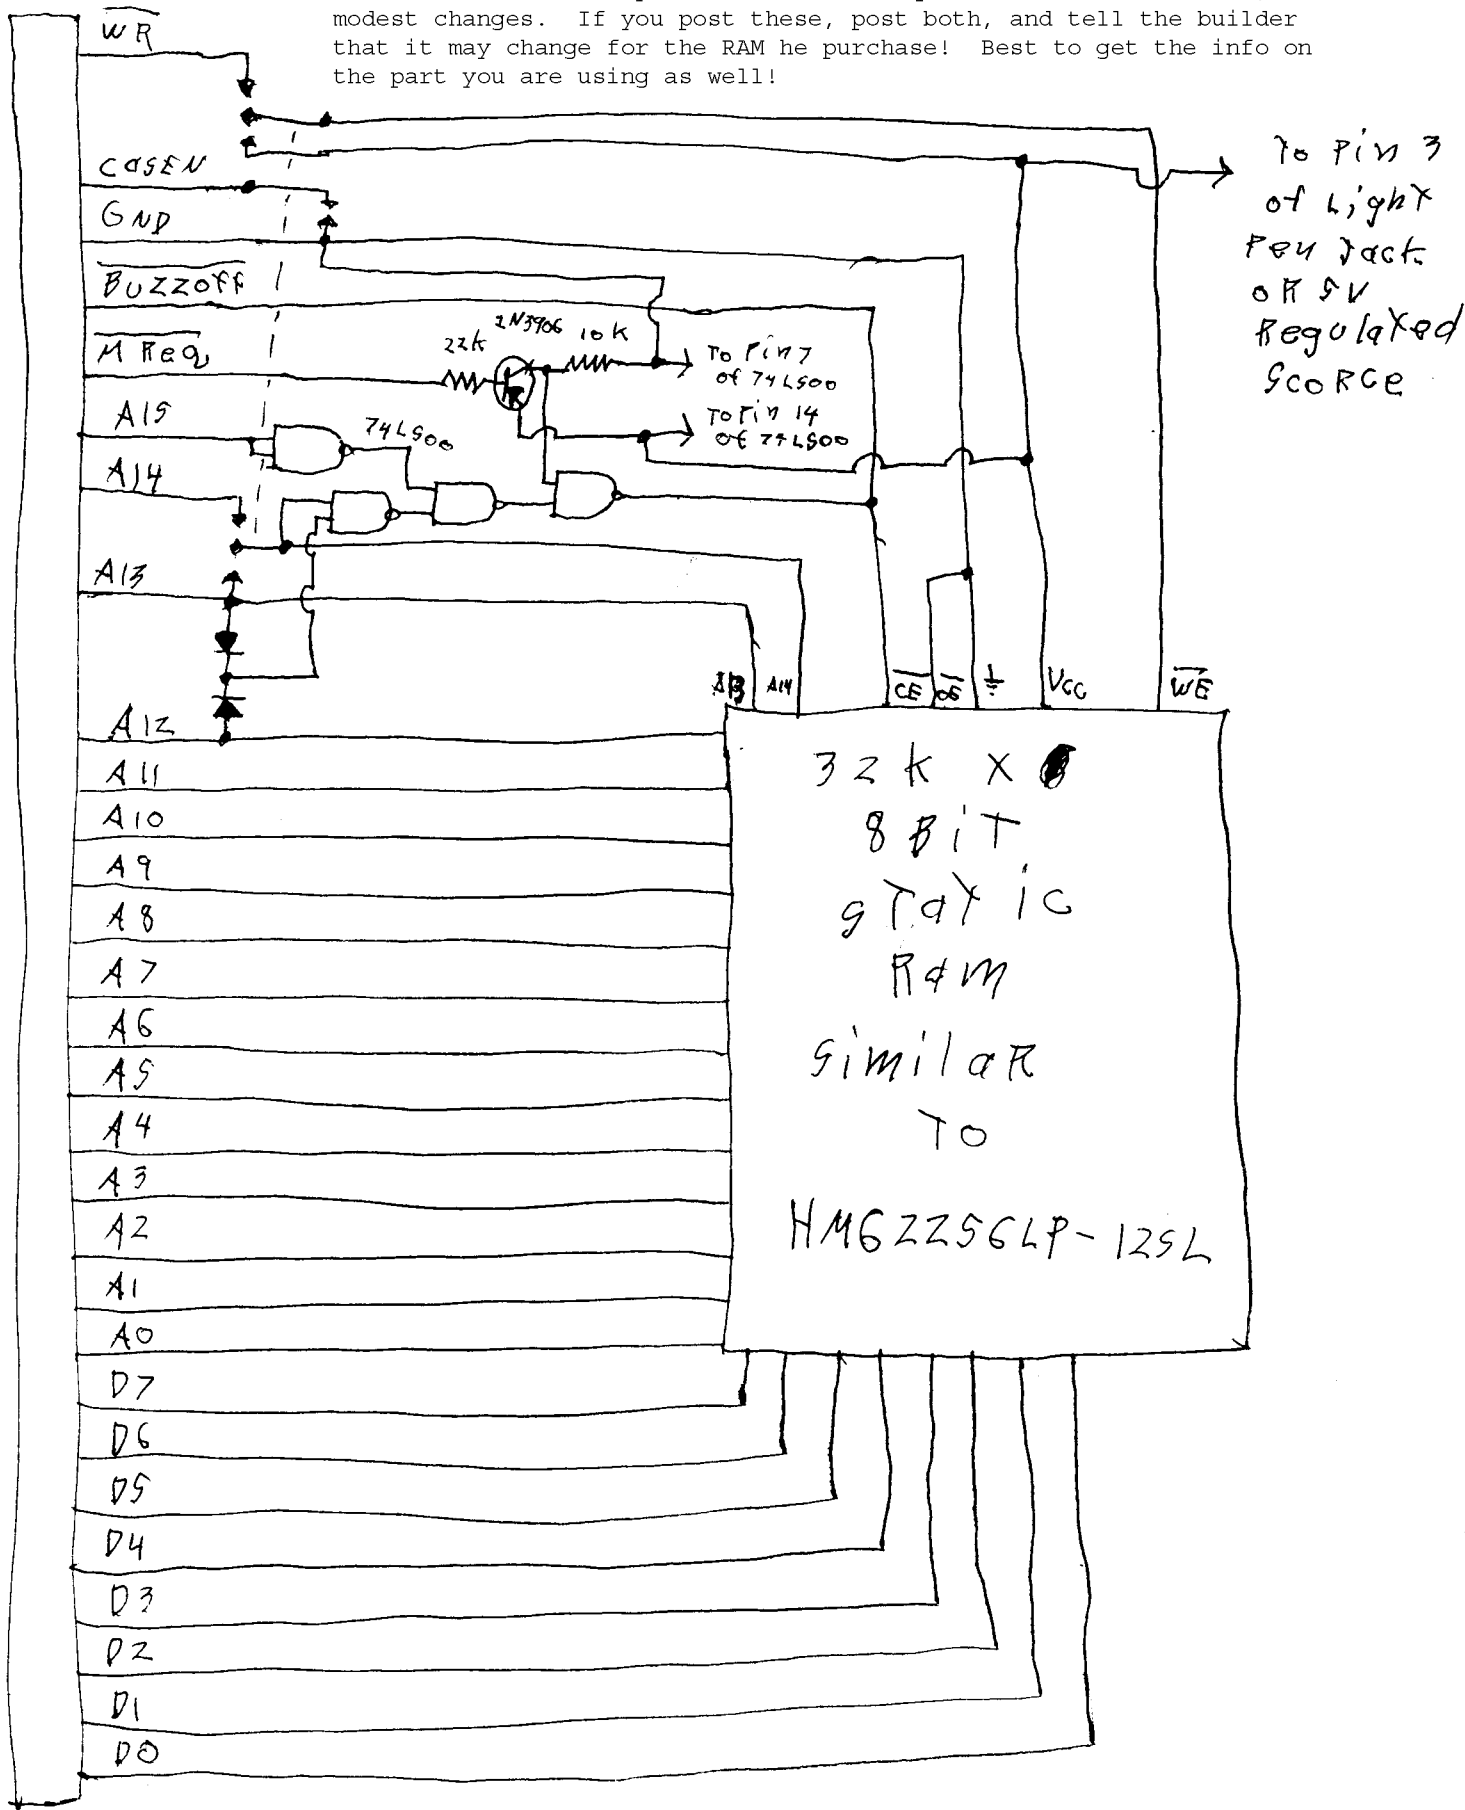 modest changes.  If you post these, post both, and tell the builder
that it may change for the RAM he purchase!  Best to get the info on
the part you are using as well!
WR
To Pin 3
of Light
Pen Jack
OR 5V
Regulated
Scorce
CASEN
GND
BUZZOFF
MReq
22K
2N3906
10K
To Pin 7
of 74LS00
To Pin 14
of 74LS00
A15
74LS00
A14
A13
A13
A14
CE
OE
VCC
WE
A12
A11
A10
A9
A8
A7
A6
A5
A4
A3
A2
A1
A0
32K X
8 BiT
STaTic
Ram
SimilaR
To
HM62256LP-12SL
D7
D6
D5
D4
D3
D2
D1
D0